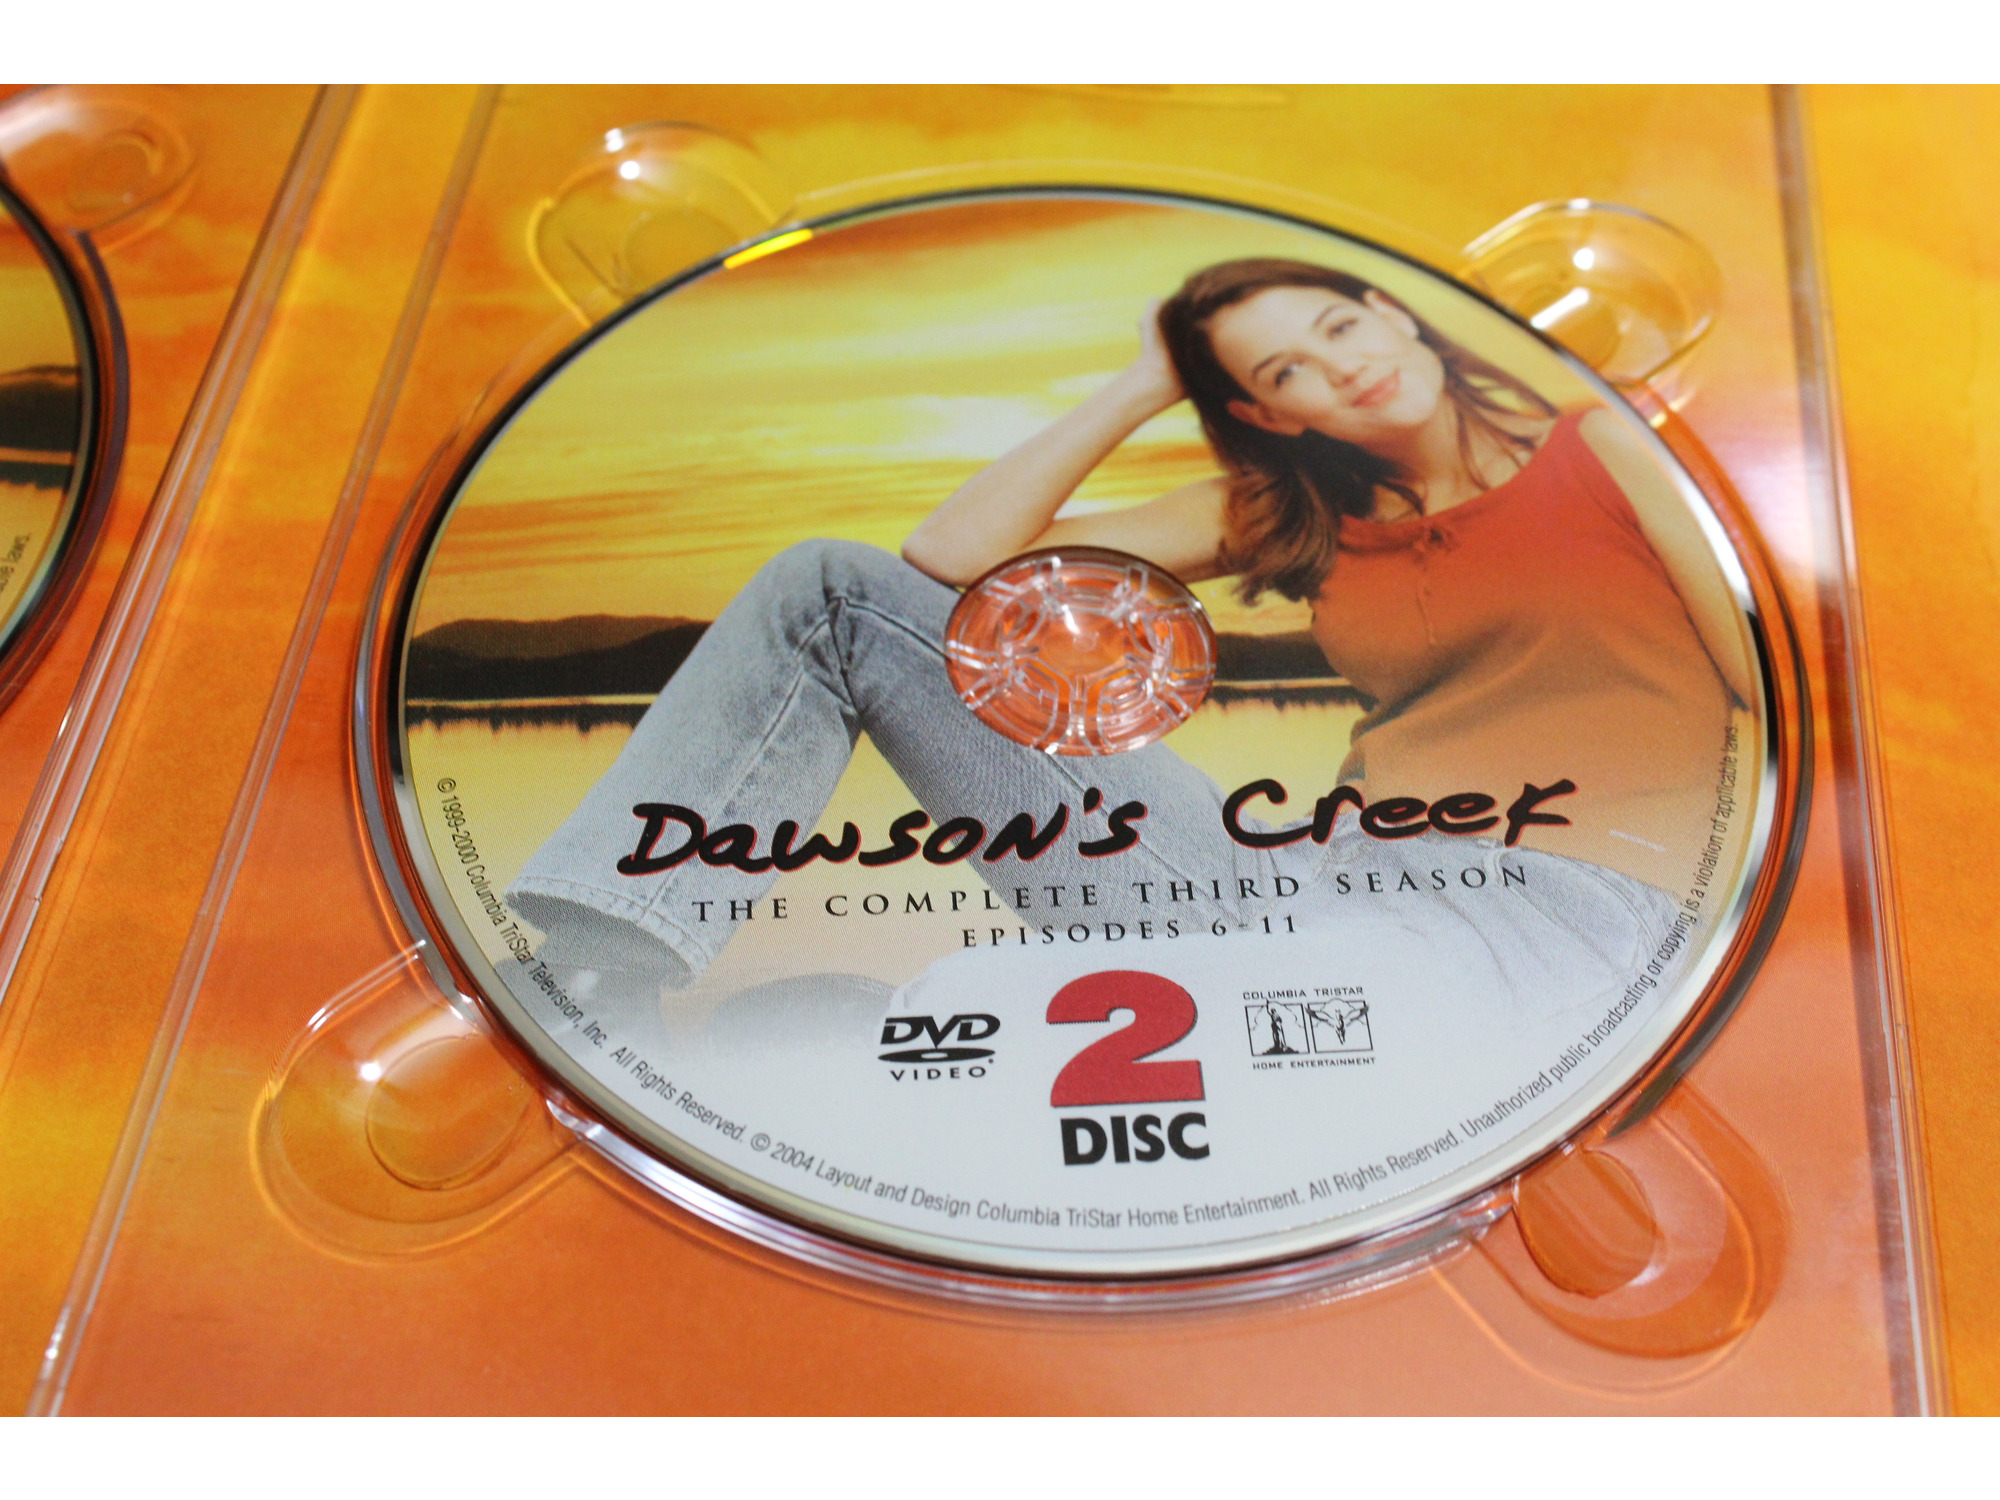 Dawson's Creek
THE COMPLETE THIRD SEASON
EPISODES 6-11
DVD
VIDEO
2
DISC
COLUMBIA TRISTAR
HOME ENTERTAINMENT
© 1999-2000 Columbia TriStar Television, Inc. All Rights Reserved. © 2004 Layout and Design Columbia TriStar Home Entertainment. All Rights Reserved. Unauthorized public broadcasting or copying is a violation of applicable laws